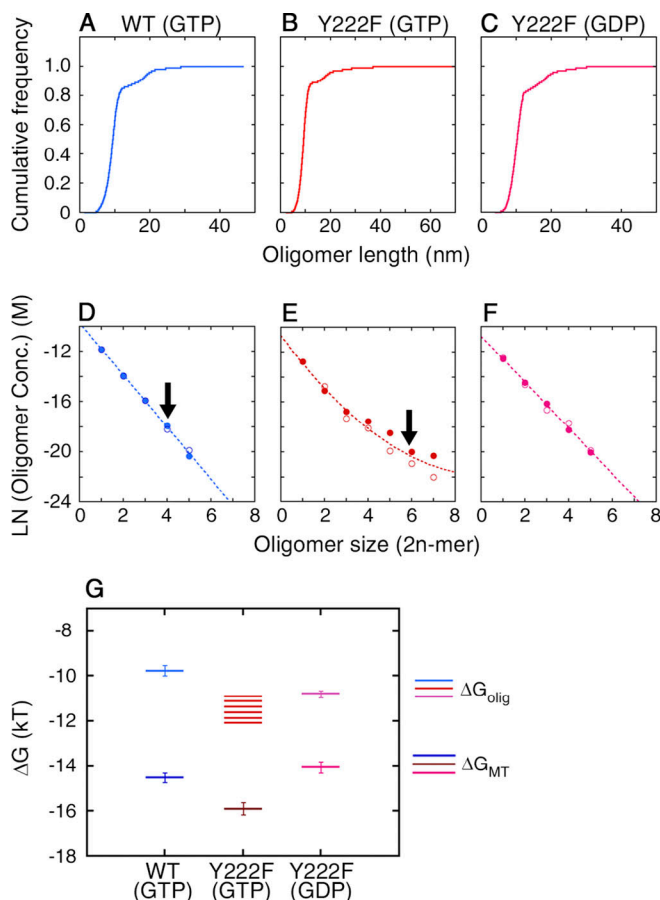 A WT (GTP) B Y222F (GTP) C Y222F (GDP)
Cumulative frequency
1.0
0.8
0.6
0.4
0.2
0
0 20 40 0 20 40 60 0 20 40
Oligomer length (nm)
D E F
LN (Oligomer Conc.) (M)
-12
-16
-20
-24
0 2 4 6 8 0 2 4 6 8 0 2 4 6 8
Oligomer size (2n-mer)
G
ΔG (kT)
-8
-10
-12
-14
-16
-18
ΔGolig
ΔGMT
WT Y222F Y222F
(GTP) (GTP) (GDP)